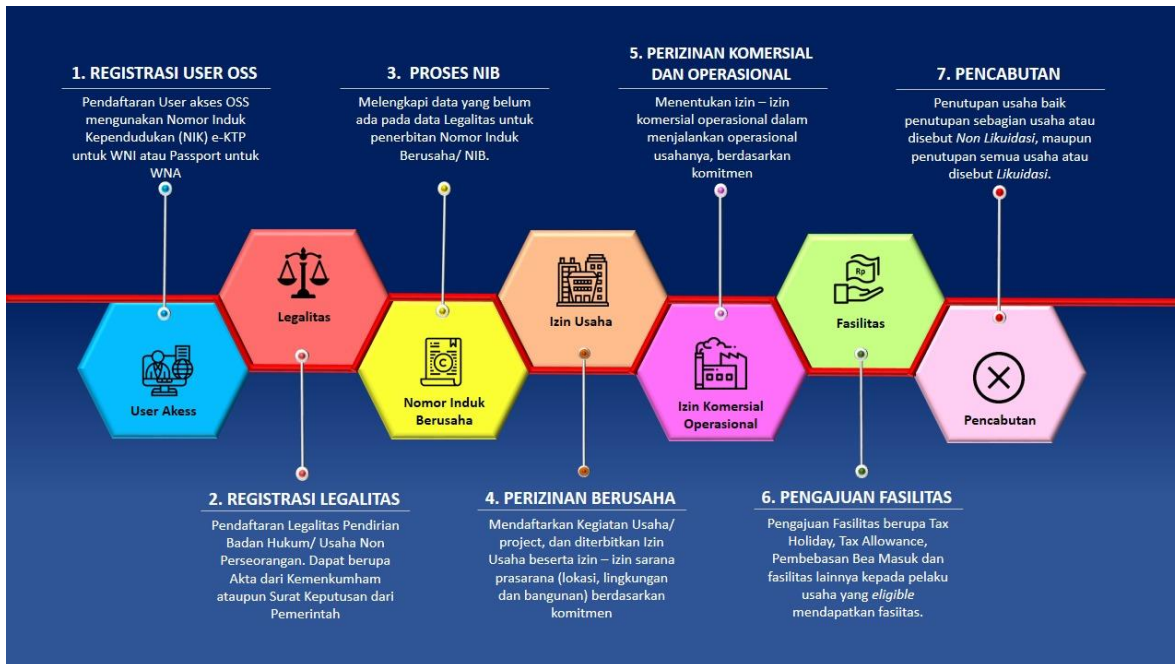 1. REGISTRASI USER OSS
Pendaftaran User akses OSS
mengunakan Nomor Induk
Kependudukan (NIK) e-KTP
untuk WNI atau Passport untuk
WNA
3. PROSES NIB
Melengkapi data yang belum
ada pada data Legalitas untuk
penerbitan Nomor Induk
Berusaha/ NIB.
5. PERIZINAN KOMERSIAL
DAN OPERASIONAL
Menentukan izin – izin
komersial operasional dalam
menjalankan operasional
usahanya, berdasarkan
komitmen
7. PENCABUTAN
Penutupan usaha baik
penutupan sebagian usaha atau
disebut Non Likuidasi, maupun
penutupan semua usaha atau
disebut Likuidasi.
User Akess
Legalitas
Nomor Induk
Berusaha
Izin Usaha
Izin Komersial
Operasional
Rp
Fasilitas
Pencabutan
2. REGISTRASI LEGALITAS
Pendaftaran Legalitas Pendirian
Badan Hukum/ Usaha Non
Perseorangan. Dapat berupa
Akta dari Kemenkumham
ataupun Surat Keputusan dari
Pemerintah
4. PERIZINAN BERUSAHA
Mendaftarkan Kegiatan Usaha/
project, dan diterbitkan Izin
Usaha beserta izin – izin sarana
prasarana (lokasi, lingkungan
dan bangunan) berdasarkan
komitmen
6. PENGAJUAN FASILITAS
Pengajuan Fasilitas berupa Tax
Holiday, Tax Allowance,
Pembebasan Bea Masuk dan
fasilitas lainnya kepada pelaku
usaha yang eligible
mendapatkan fasiitas.